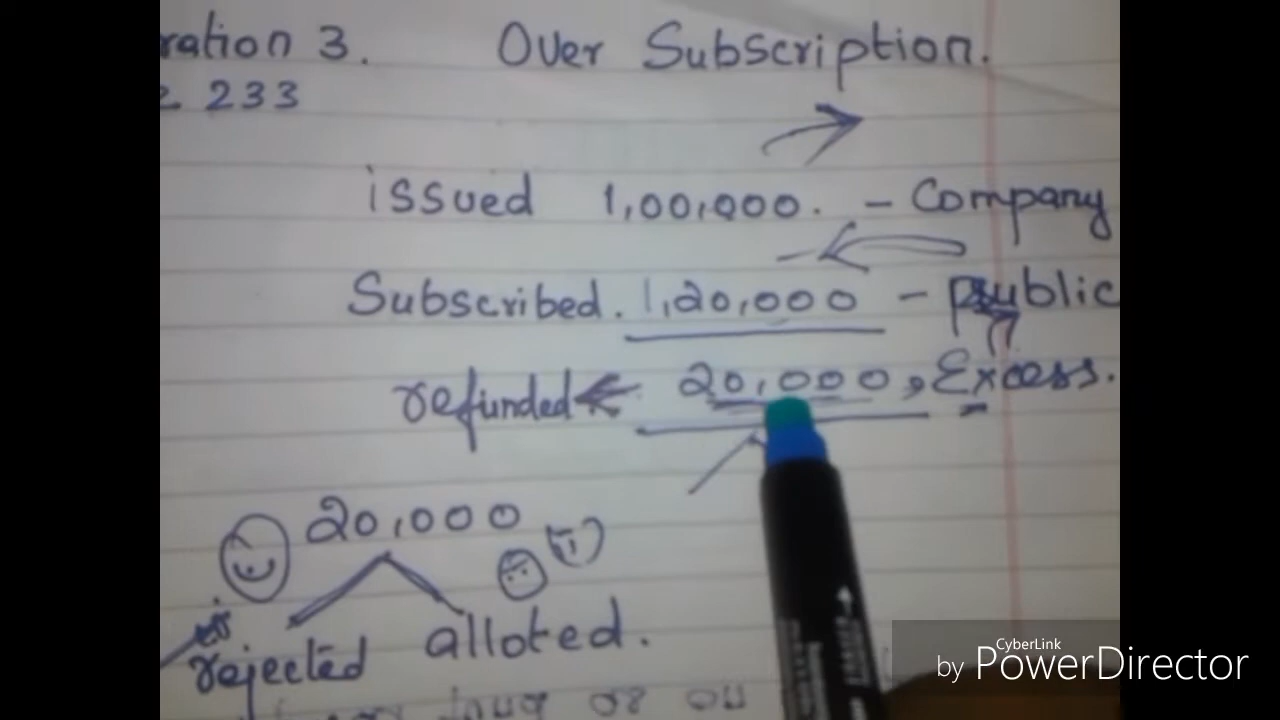 ration 3. Over Subscription.
233
issued 1,00,000. - Company
Subscribed. 1,20,000 - public
refunded 20,000, Excess.
20,000
rejected alloted.
CyberLink
by PowerDirector